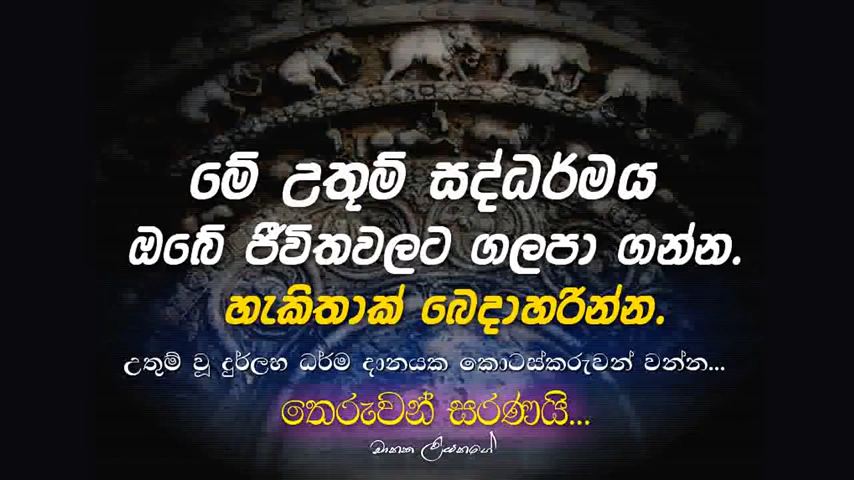 මේ උතුම් සද්ධර්මය
ඔබේ ජීවිතවලට ගලපා ගන්න.
හැකිතාක් බෙදාහරින්න.
උතුම් වූ දුර්ලභ ධර්ම දානයක කොටස්කරුවන් වන්න...
තෙරුවන් සරණයි...